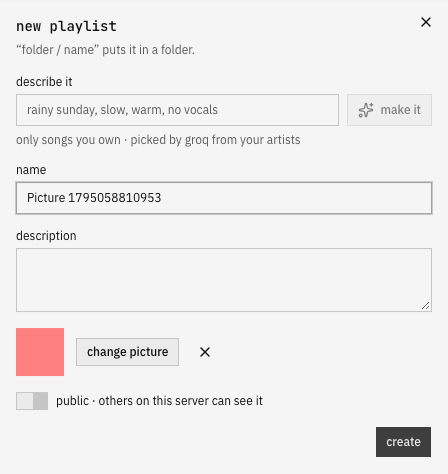 new playlist
“folder / name” puts it in a folder.
describe it
rainy sunday, slow, warm, no vocals
make it
only songs you own · picked by groq from your artists
name
Picture 1795058810953
description
change picture
public · others on this server can see it
create